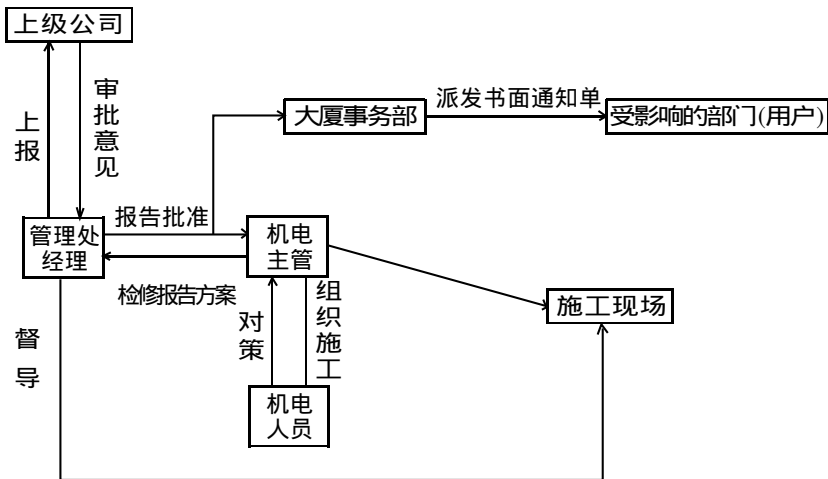 上级公司
上报
审批意见
派发书面通知单
大厦事务部
受影响的部门(用户)
报告批准
管理处
经理
机电
主管
检修报告方案
组织施工
对策
施工现场
督导
机电
人员